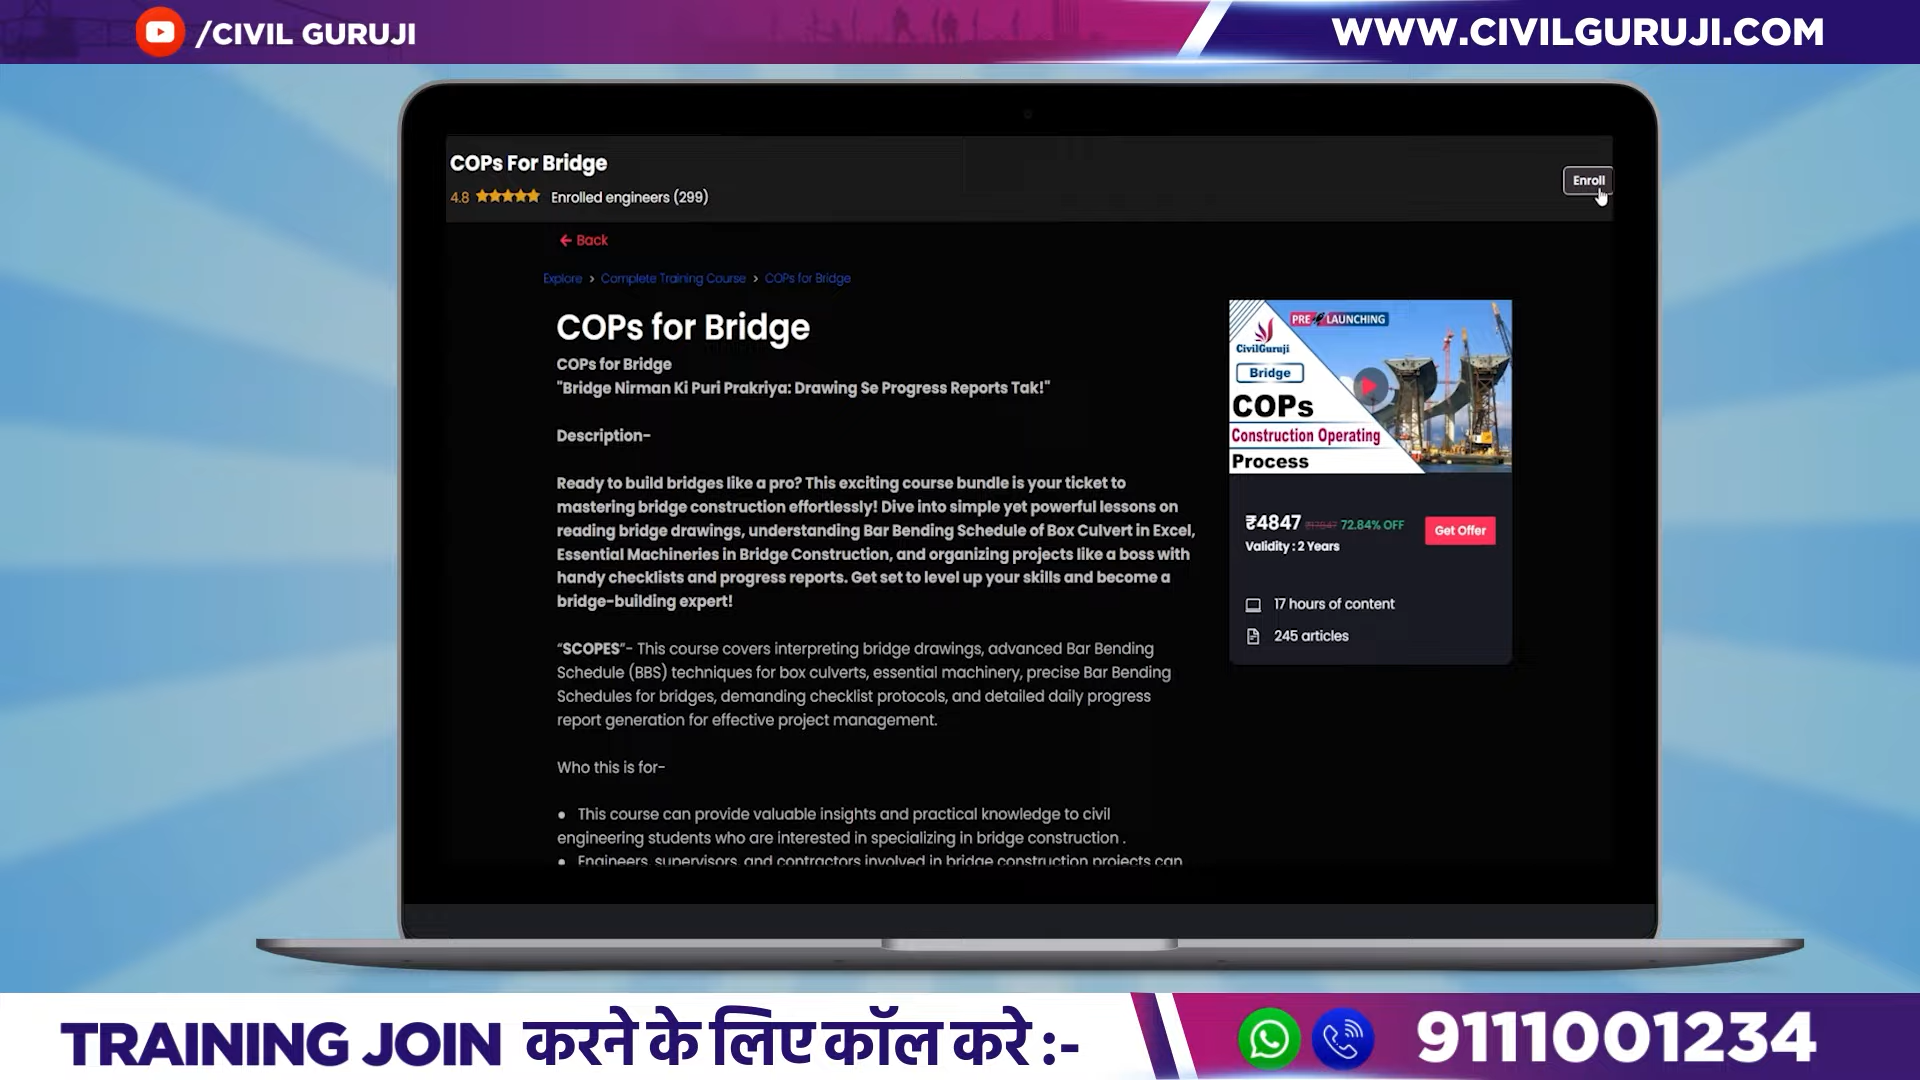 /CIVIL GURUJI
WWW.CIVILGURUJI.COM
COPs For Bridge
4.8 Enrolled engineers (299)
Enroll
Back
Explore > Complete Training Course > COPs for Bridge
COPs for Bridge
COPs for Bridge
"Bridge Nirman Ki Puri Prakriya: Drawing Se Progress Reports Tak!"
Description-
Ready to build bridges like a pro? This exciting course bundle is your ticket to
mastering bridge construction effortlessly! Dive into simple yet powerful lessons on
reading bridge drawings, understanding Bar Bending Schedule of Box Culvert in Excel,
Essential Machineries in Bridge Construction, and organizing projects like a boss with
handy checklists and progress reports. Get set to level up your skills and become a
bridge-building expert!
“SCOPES”- This course covers interpreting bridge drawings, advanced Bar Bending
Schedule (BBS) techniques for box culverts, essential machinery, precise Bar Bending
Schedules for bridges, demanding checklist protocols, and detailed daily progress
report generation for effective project management.
Who this is for-
● This course can provide valuable insights and practical knowledge to civil
engineering students who are interested in specializing in bridge construction .
● Engineers, supervisors, and contractors involved in bridge construction projects can
PRE LAUNCHING
CivilGuruji
Bridge
COPs
Construction Operating
Process
₹4847 72.84% OFF
Get Offer
Validity : 2 Years
17 hours of content
245 articles
TRAINING JOIN करने के लिए कॉल करे :-
9111001234